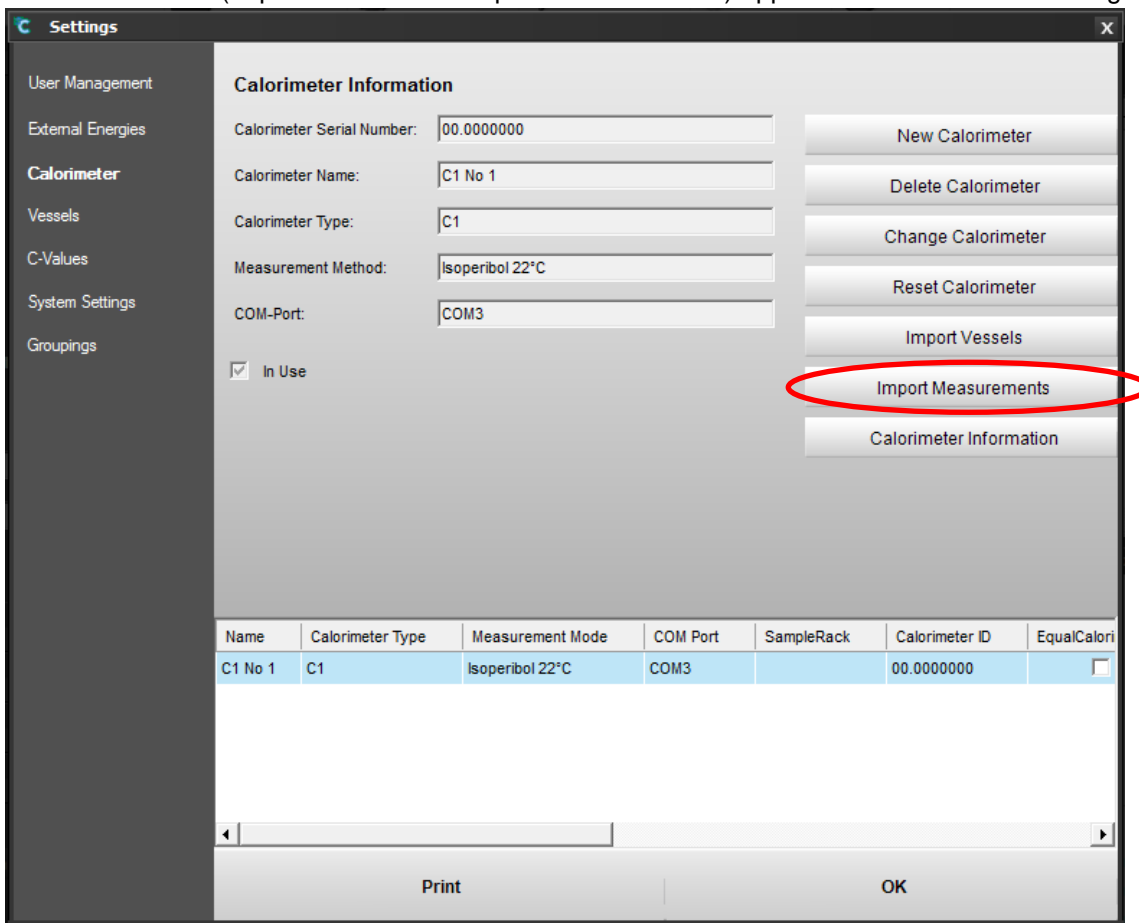 Settings
x
User Management
External Energies
Calorimeter
Vessels
C-Values
System Settings
Groupings
Calorimeter Information
Calorimeter Serial Number: 00.0000000
Calorimeter Name: C1 No 1
Calorimeter Type: C1
Measurement Method: Isoperibol 22°C
COM-Port: COM3
In Use
New Calorimeter
Delete Calorimeter
Change Calorimeter
Reset Calorimeter
Import Vessels
Import Measurements
Calorimeter Information
Name Calorimeter Type Measurement Mode COM Port SampleRack Calorimeter ID EqualCalori
C1 No 1 C1 Isoperibol 22°C COM3 00.0000000
Print OK